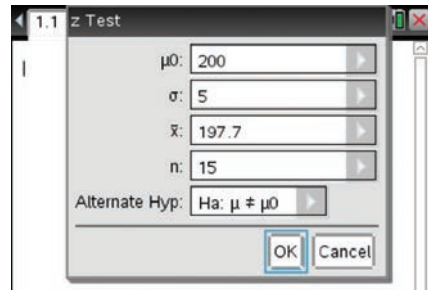 1.1 z Test
μ0: 200
σ: 5
x̄: 197.7
n: 15
Alternate Hyp: Ha: μ ≠ μ0
OK Cancel